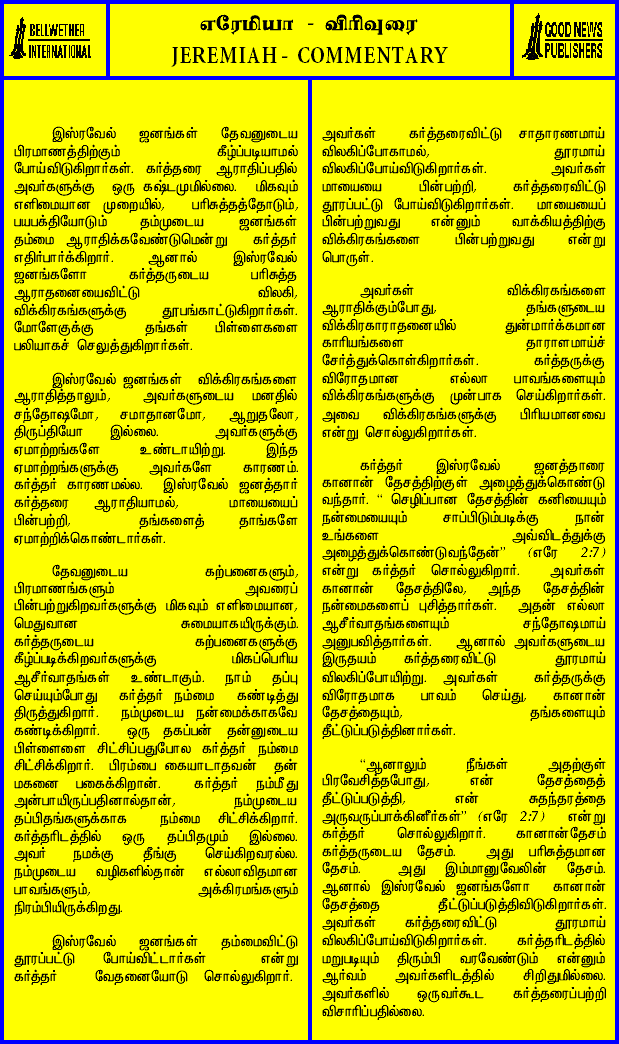 BELLWETHER
INTERNATIONAL
எரேமியா - விரிவுரை
JEREMIAH - COMMENTARY
GOOD NEWS
PUBLISHERS
இஸ்ரவேல் ஜனங்கள் தேவனுடைய
பிரமாணத்திற்கும் கீழ்ப்படியாமல்
போய்விடுகிறார்கள். கர்த்தரை ஆராதிப்பதில்
அவர்களுக்கு ஒரு கஷ்டமுமில்லை. மிகவும்
எளிமையான முறையில், பரிசுத்தத்தோடும்,
பயபக்தியோடும் தம்முடைய ஜனங்கள்
தம்மை ஆராதிக்கவேண்டுமென்று கர்த்தர்
எதிர்பார்க்கிறார். ஆனால் இஸ்ரவேல்
ஜனங்களோ கர்த்தருடைய பரிசுத்த
ஆராதனையைவிட்டு விலகி,
விக்கிரகங்களுக்கு தூபங்காட்டுகிறார்கள்.
மோளேகுக்கு தங்கள் பிள்ளைகளை
பலியாகச் செலுத்துகிறார்கள்.
இஸ்ரவேல் ஜனங்கள் விக்கிரகங்களை
ஆராதித்தாலும், அவர்களுடைய மனதில்
சந்தோஷமோ, சமாதானமோ, ஆறுதலோ,
திருப்தியோ இல்லை. அவர்களுக்கு
ஏமாற்றங்களே உண்டாயிற்று. இந்த
ஏமாற்றங்களுக்கு அவர்களே காரணம்.
கர்த்தர் காரணமல்ல. இஸ்ரவேல் ஜனத்தார்
கர்த்தரை ஆராதியாமல், மாயையைப்
பின்பற்றி, தங்களைத் தாங்களே
ஏமாற்றிக்கொண்டார்கள்.
தேவனுடைய கற்பனைகளும்,
பிரமாணங்களும் அவரைப்
பின்பற்றுகிறவர்களுக்கு மிகவும் எளிமையான,
மெதுவான சுமையாகயிருக்கும்.
கர்த்தருடைய கற்பனைகளுக்கு
கீழ்படிக்கிறவர்களுக்கு மிகப்பெரிய
ஆசீர்வாதங்கள் உண்டாகும். நாம் தப்பு
செய்யும்போது கர்த்தர் நம்மை கண்டித்து
திருத்துகிறார். நம்முடைய நன்மைக்காகவே
கண்டிக்கிறார். ஒரு தகப்பன் தன்னுடைய
பிள்ளைளை சிட்சிப்பதுபோல கர்த்தர் நம்மை
சிட்சிக்கிறார். பிரம்பை கையாடாதவன் தன்
மகனை பகைக்கிறான். கர்த்தர் நம்மீது
அன்பாயிருப்பதினால்தான், நம்முடைய
தப்பிதங்களுக்காக நம்மை சிட்சிக்கிறார்.
கர்த்தரிடத்தில் ஒரு தப்பிதமும் இல்லை.
அவர் நமக்கு தீங்கு செய்கிறவரல்ல.
நம்முடைய வழிகளில்தான் எல்லாவிதமான
பாவங்களும், அக்கிரமங்களும்
நிரம்பியிருக்கிறது.
இஸ்ரவேல் ஜனங்கள் தம்மைவிட்டு
தூரப்பட்டு போய்விட்டார்கள் என்று
கர்த்தர் வேதனையோடு சொல்லுகிறார்.
அவர்கள் கர்த்தரைவிட்டு சாதாரணமாய்
விலகிப்போகாமல், தூரமாய்
விலகிப்போய்விடுகிறார்கள். அவர்கள்
மாயையை பின்பற்றி, கர்த்தரைவிட்டு
தூரப்பட்டு போய்விடுகிறார்கள். மாயையைப்
பின்பற்றுவது என்னும் வாக்கியத்திற்கு
விக்கிரகங்களை பின்பற்றுவது என்று
பொருள்.
அவர்கள் விக்கிரகங்களை
ஆராதிக்கும்போது, தங்களுடைய
விக்கிரகாராதனையில் துன்மார்க்கமான
காரியங்களை தாராளமாய்ச்
சேர்த்துக்கொள்கிறார்கள். கர்த்தருக்கு
விரோதமான எல்லா பாவங்களையும்
விக்கிரகங்களுக்கு முன்பாக செய்கிறார்கள்.
அவை விக்கிரகங்களுக்கு பிரியமானவை
என்று சொல்லுகிறார்கள்.
கர்த்தர் இஸ்ரவேல் ஜனத்தாரை
கானான் தேசத்திற்குள் அழைத்துக்கொண்டு
வந்தார். “ செழிப்பான தேசத்தின் கனியையும்
நன்மையையும் சாப்பிடும்படிக்கு நான்
உங்களை அவ்விடத்துக்கு
அழைத்துக்கொண்டுவந்தேன்” (எரே 2:7)
என்று கர்த்தர் சொல்லுகிறார். அவர்கள்
கானான் தேசத்திலே, அந்த தேசத்தின்
நன்மைகளைப் புசித்தார்கள். அதன் எல்லா
ஆசீர்வாதங்களையும் சந்தோஷமாய்
அனுபவித்தார்கள். ஆனால் அவர்களுடைய
இருதயம் கர்த்தரைவிட்டு தூரமாய்
விலகிப்போயிற்று. அவர்கள் கர்த்தருக்கு
விரோதமாக பாவம் செய்து, கானான்
தேசத்தையும், தங்களையும்
தீட்டுப்படுத்தினார்கள்.
“ஆனாலும் நீங்கள் அதற்குள்
பிரவேசித்தபோது, என் தேசத்தைத்
தீட்டுப்படுத்தி, என் சுதந்தரத்தை
அருவருப்பாக்கினீர்கள்” (எரே 2:7) என்று
கர்த்தர் சொல்லுகிறார். கானான்தேசம்
கர்த்தருடைய தேசம். அது பரிசுத்தமான
தேசம். அது இம்மானுவேலின் தேசம்.
ஆனால் இஸ்ரவேல் ஜனங்களோ கானான்
தேசத்தை தீட்டுப்படுத்திவிடுகிறார்கள்.
அவர்கள் கர்த்தரைவிட்டு தூரமாய்
விலகிப்போய்விடுகிறார்கள். கர்த்தரிடத்தில்
மறுபடியும் திரும்பி வரவேண்டும் என்னும்
ஆர்வம் அவர்களிடத்தில் சிறிதுமில்லை.
அவர்களில் ஒருவர்கூட கர்த்தரைப்பற்றி
விசாரிப்பதில்லை.